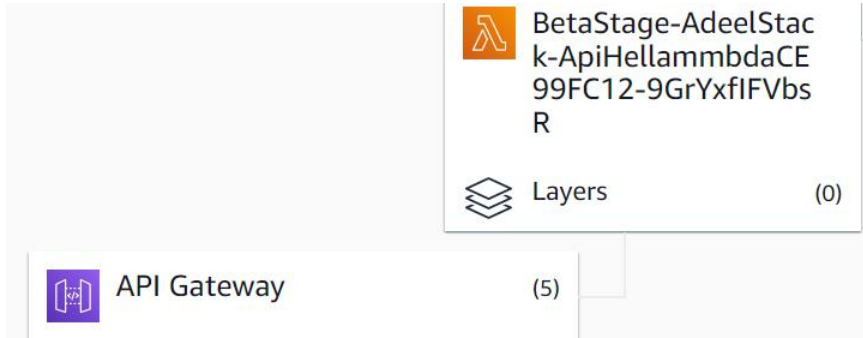 BetaStage-AdeelStac
k-ApiHellammbdaCE
99FC12-9GrYxfIFVbs
R
Layers (0)
API Gateway (5)